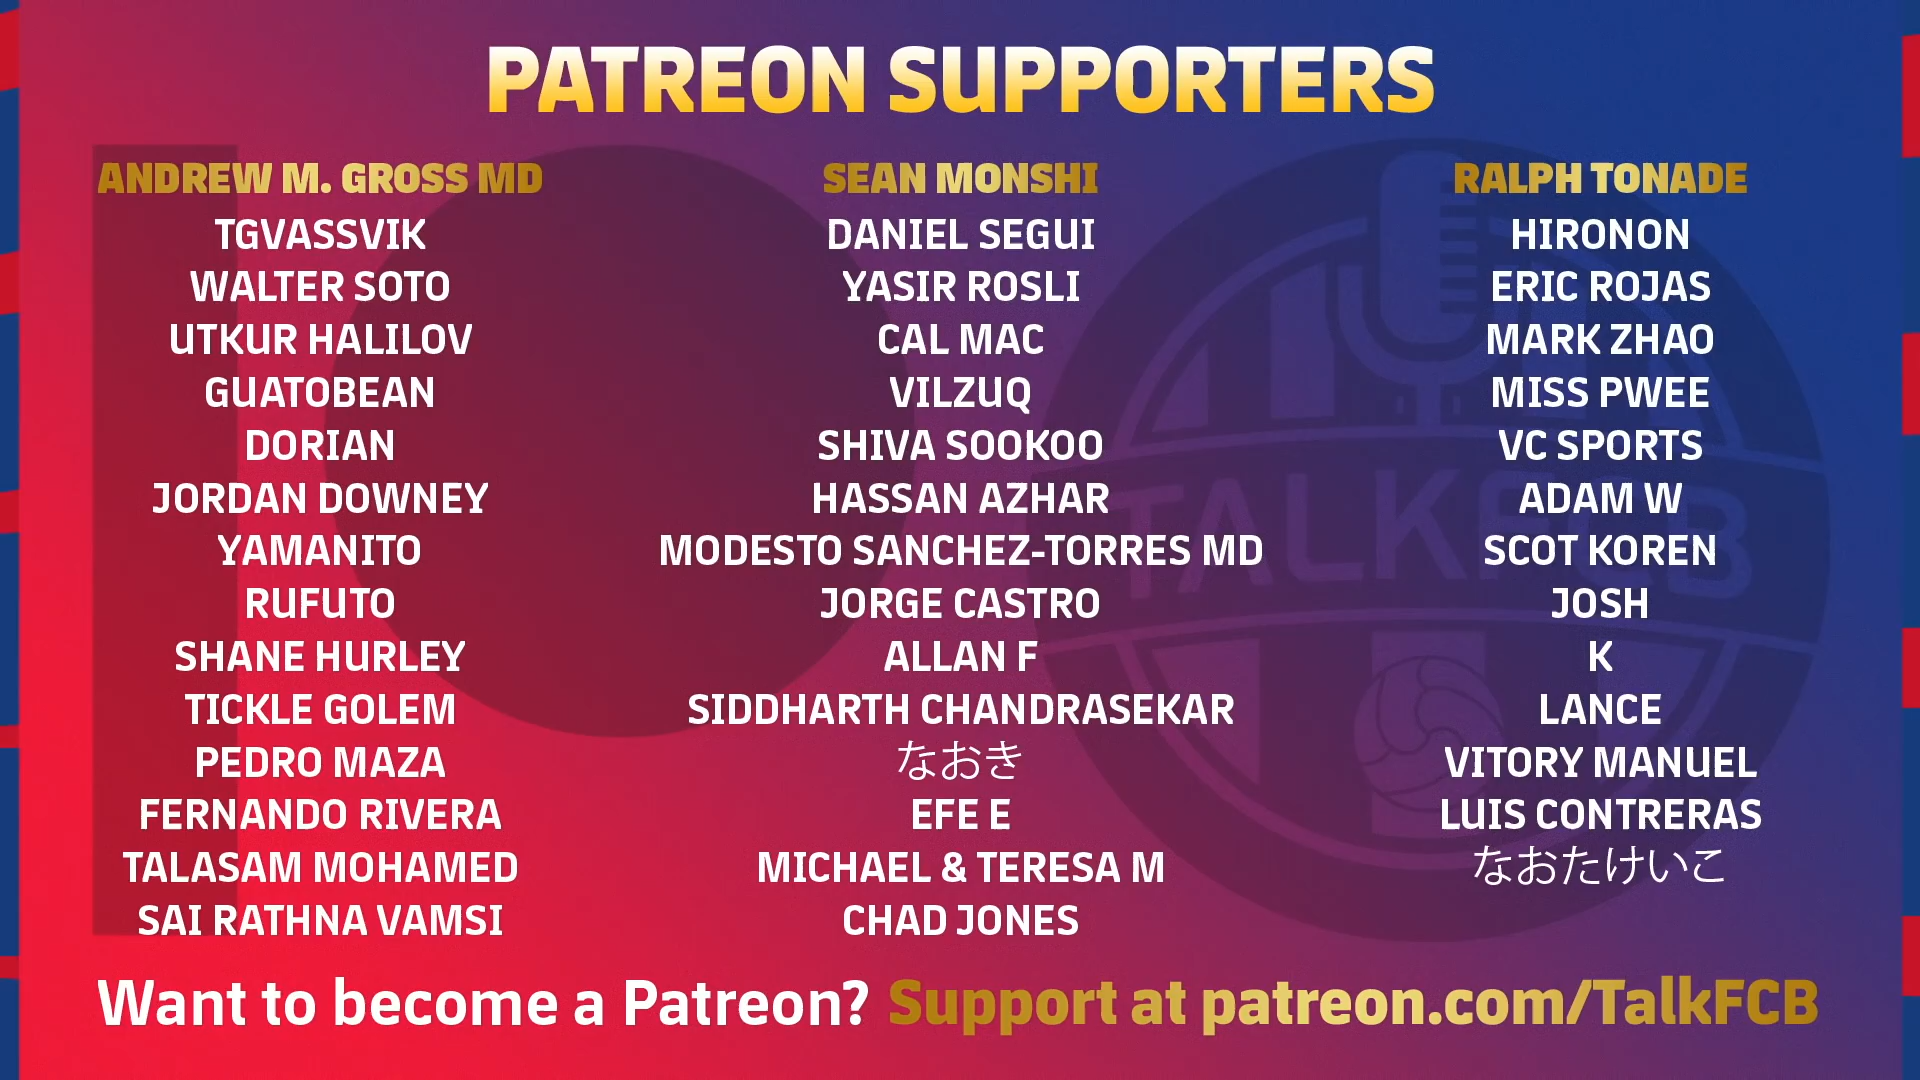 PATREON SUPPORTERS
ANDREW M. GROSS MD
TGVASSVIK
WALTER SOTO
UTKUR HALILOV
GUATOBEAN
DORIAN
JORDAN DOWNEY
YAMANITO
RUFUTO
SHANE HURLEY
TICKLE GOLEM
PEDRO MAZA
FERNANDO RIVERA
TALASAM MOHAMED
SAI RATHNA VAMSI
SEAN MONSHI
DANIEL SEGUI
YASIR ROSLI
CAL MAC
VILZUQ
SHIVA SOOKOO
HASSAN AZHAR
MODESTO SANCHEZ-TORRES MD
JORGE CASTRO
ALLAN F
SIDDHARTH CHANDRASEKAR
なおき
EFE E
MICHAEL & TERESA M
CHAD JONES
RALPH TONADE
HIRONON
ERIC ROJAS
MARK ZHAO
MISS PWEE
VC SPORTS
ADAM W
SCOT KOREN
JOSH
K
LANCE
VITORY MANUEL
LUIS CONTRERAS
なおたけいこ
TALKFCB
Want to become a Patreon? Support at patreon.com/TalkFCB